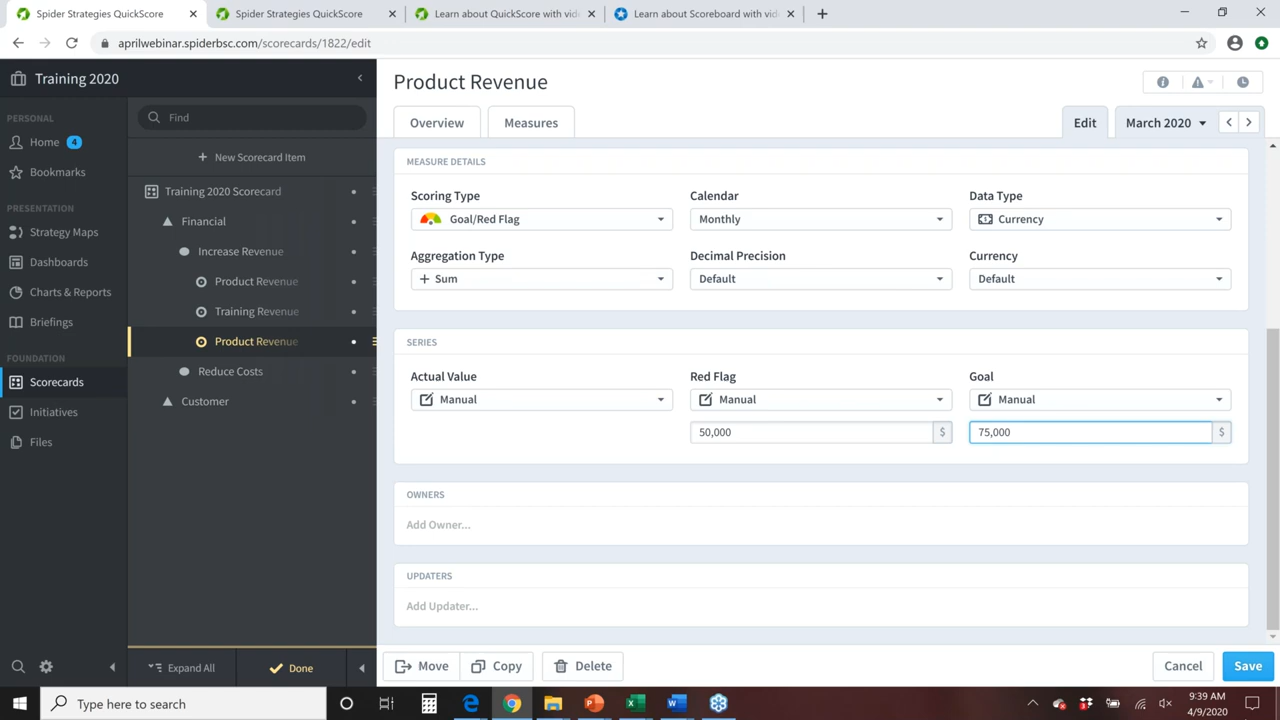 Spider Strategies QuickScore
Spider Strategies QuickScore
Learn about QuickScore with vide
Learn about Scoreboard with vide
aprilwebinar.spiderbsc.com/scorecards/1822/edit
Training 2020
PERSONAL
Home 4
Bookmarks
PRESENTATION
Strategy Maps
Dashboards
Charts & Reports
Briefings
FOUNDATION
Scorecards
Initiatives
Files
Find
+ New Scorecard Item
Training 2020 Scorecard
Financial
Increase Revenue
Product Revenue
Training Revenue
Product Revenue
Reduce Costs
Customer
Expand All
Done
Product Revenue
Overview
Measures
Edit
March 2020
MEASURE DETAILS
Scoring Type
Calendar
Data Type
Goal/Red Flag
Monthly
Currency
Aggregation Type
Decimal Precision
Currency
+ Sum
Default
Default
SERIES
Actual Value
Red Flag
Goal
Manual
Manual
Manual
50,000 $
75,000 $
OWNERS
Add Owner...
UPDATERS
Add Updater...
Move
Copy
Delete
Cancel
Save
Type here to search
9:39 AM
4/9/2020